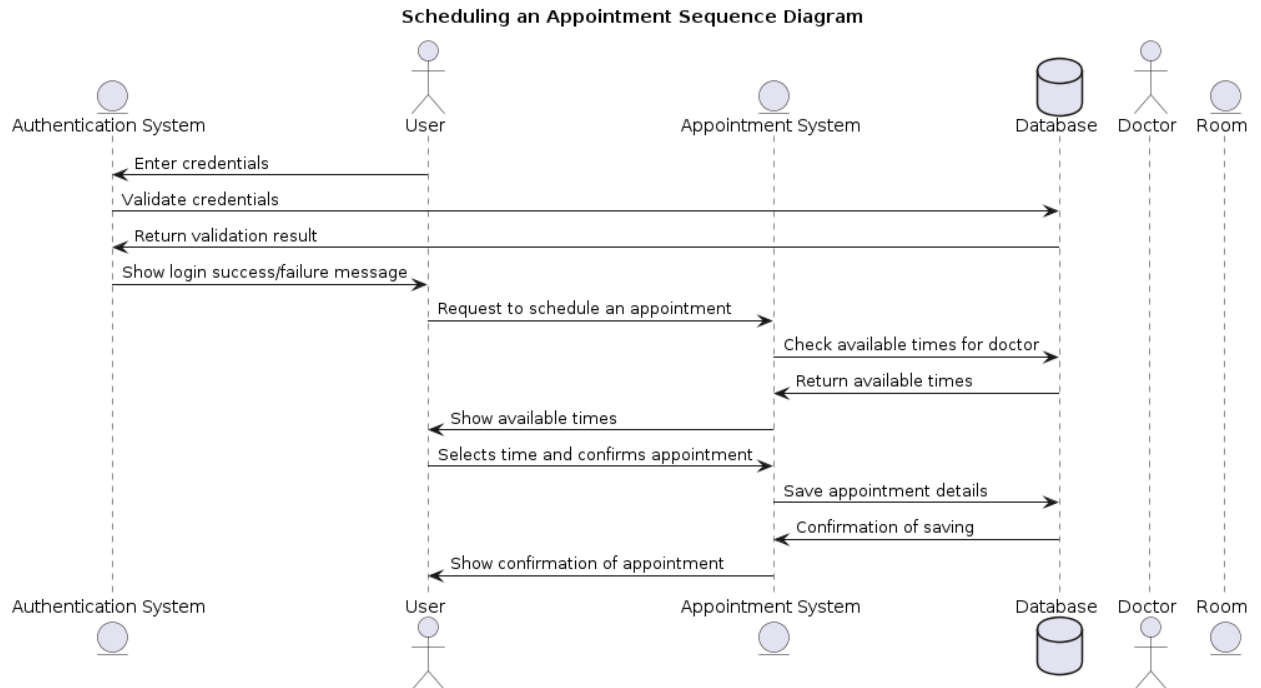 Scheduling an Appointment Sequence Diagram
Authentication System User Appointment System Database Doctor Room
Enter credentials
Validate credentials
Return validation result
Show login success/failure message
Request to schedule an appointment
Check available times for doctor
Return available times
Show available times
Selects time and confirms appointment
Save appointment details
Confirmation of saving
Show confirmation of appointment
Authentication System User Appointment System Database Doctor Room